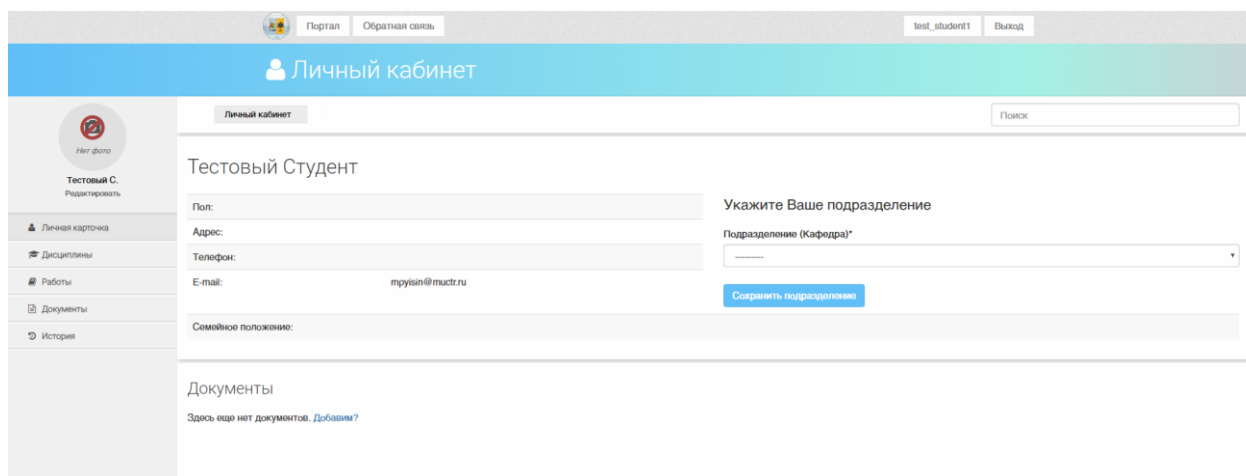 Портал Обратная связь test_student1 Выход
Личный кабинет
Нет фото
Тестовый С.
Редактировать
Личная карточка
Дисциплины
Работы
Документы
История
Личный кабинет Поиск
Тестовый Студент
Пол:
Адрес:
Телефон:
E-mail: mpyisin@muctr.ru
Семейное положение:
Укажите Ваше подразделение
Подразделение (Кафедра)*
---------
Сохранить подразделение
Документы
Здесь еще нет документов. Добавим?